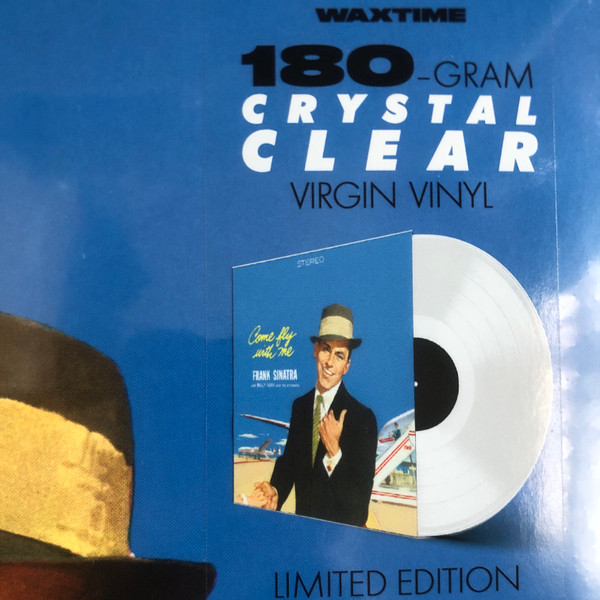 WAXTIME
180-GRAM
CRYSTAL
CLEAR
VIRGIN VINYL
STEREO
Come fly
with me
FRANK SINATRA
LIMITED EDITION